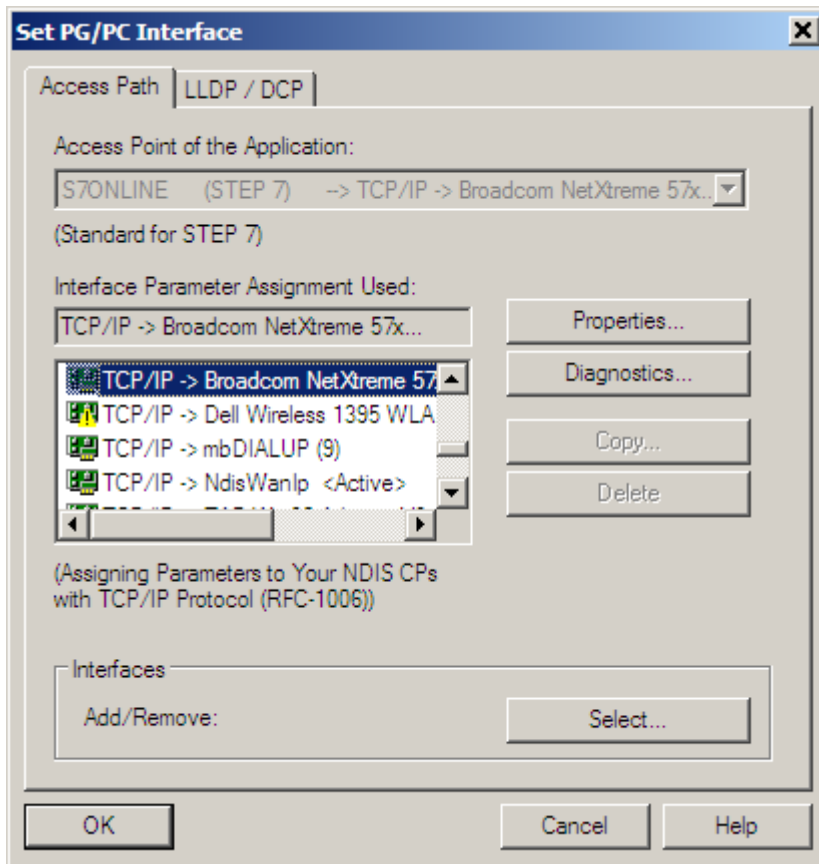 Set PG/PC Interface
Access Path
LLDP / DCP
Access Point of the Application:
S7ONLINE (STEP 7) --> TCP/IP -> Broadcom NetXtreme 57x..
(Standard for STEP 7)
Interface Parameter Assignment Used:
TCP/IP -> Broadcom NetXtreme 57x...
Properties...
TCP/IP -> Broadcom NetXtreme 57
Diagnostics...
TCP/IP -> Dell Wireless 1395 WLA
TCP/IP -> mbDIALUP (9)
Copy...
TCP/IP -> NdisWanIp <Active>
Delete
(Assigning Parameters to Your NDIS CPs
with TCP/IP Protocol (RFC-1006))
Interfaces
Add/Remove:
Select...
OK
Cancel
Help